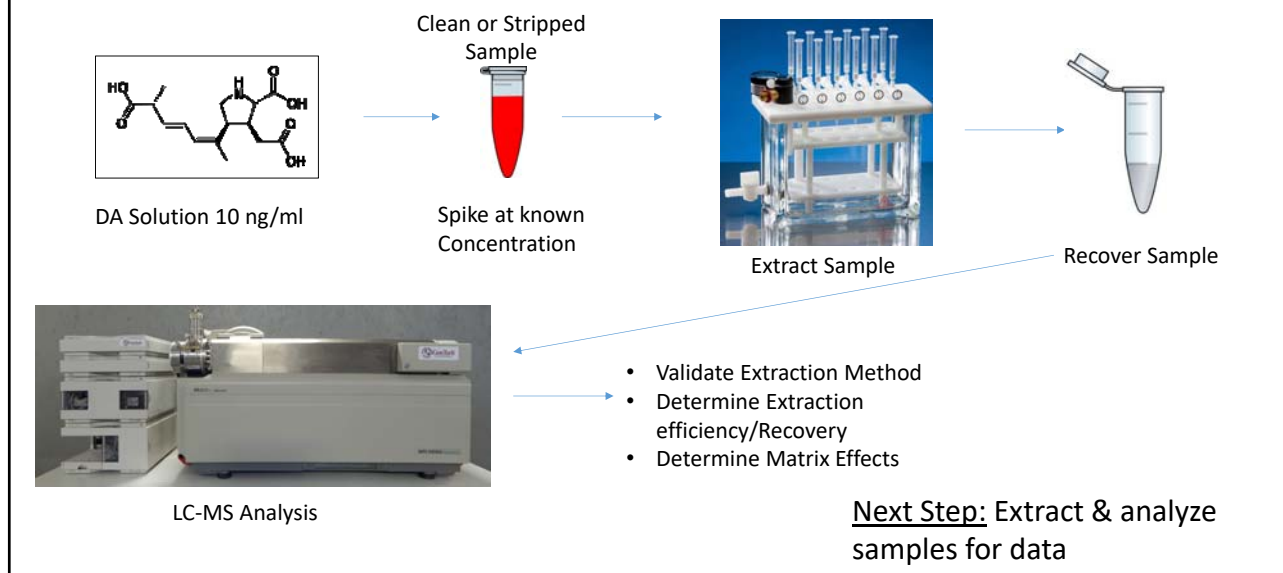 Clean or Stripped
Sample
HO
O
H
N
O
OH
O
OH
DA Solution 10 ng/ml
Spike at known
Concentration
Extract Sample
Recover Sample
LC-MS Analysis
• Validate Extraction Method
• Determine Extraction
efficiency/Recovery
• Determine Matrix Effects
Next Step: Extract & analyze
samples for data